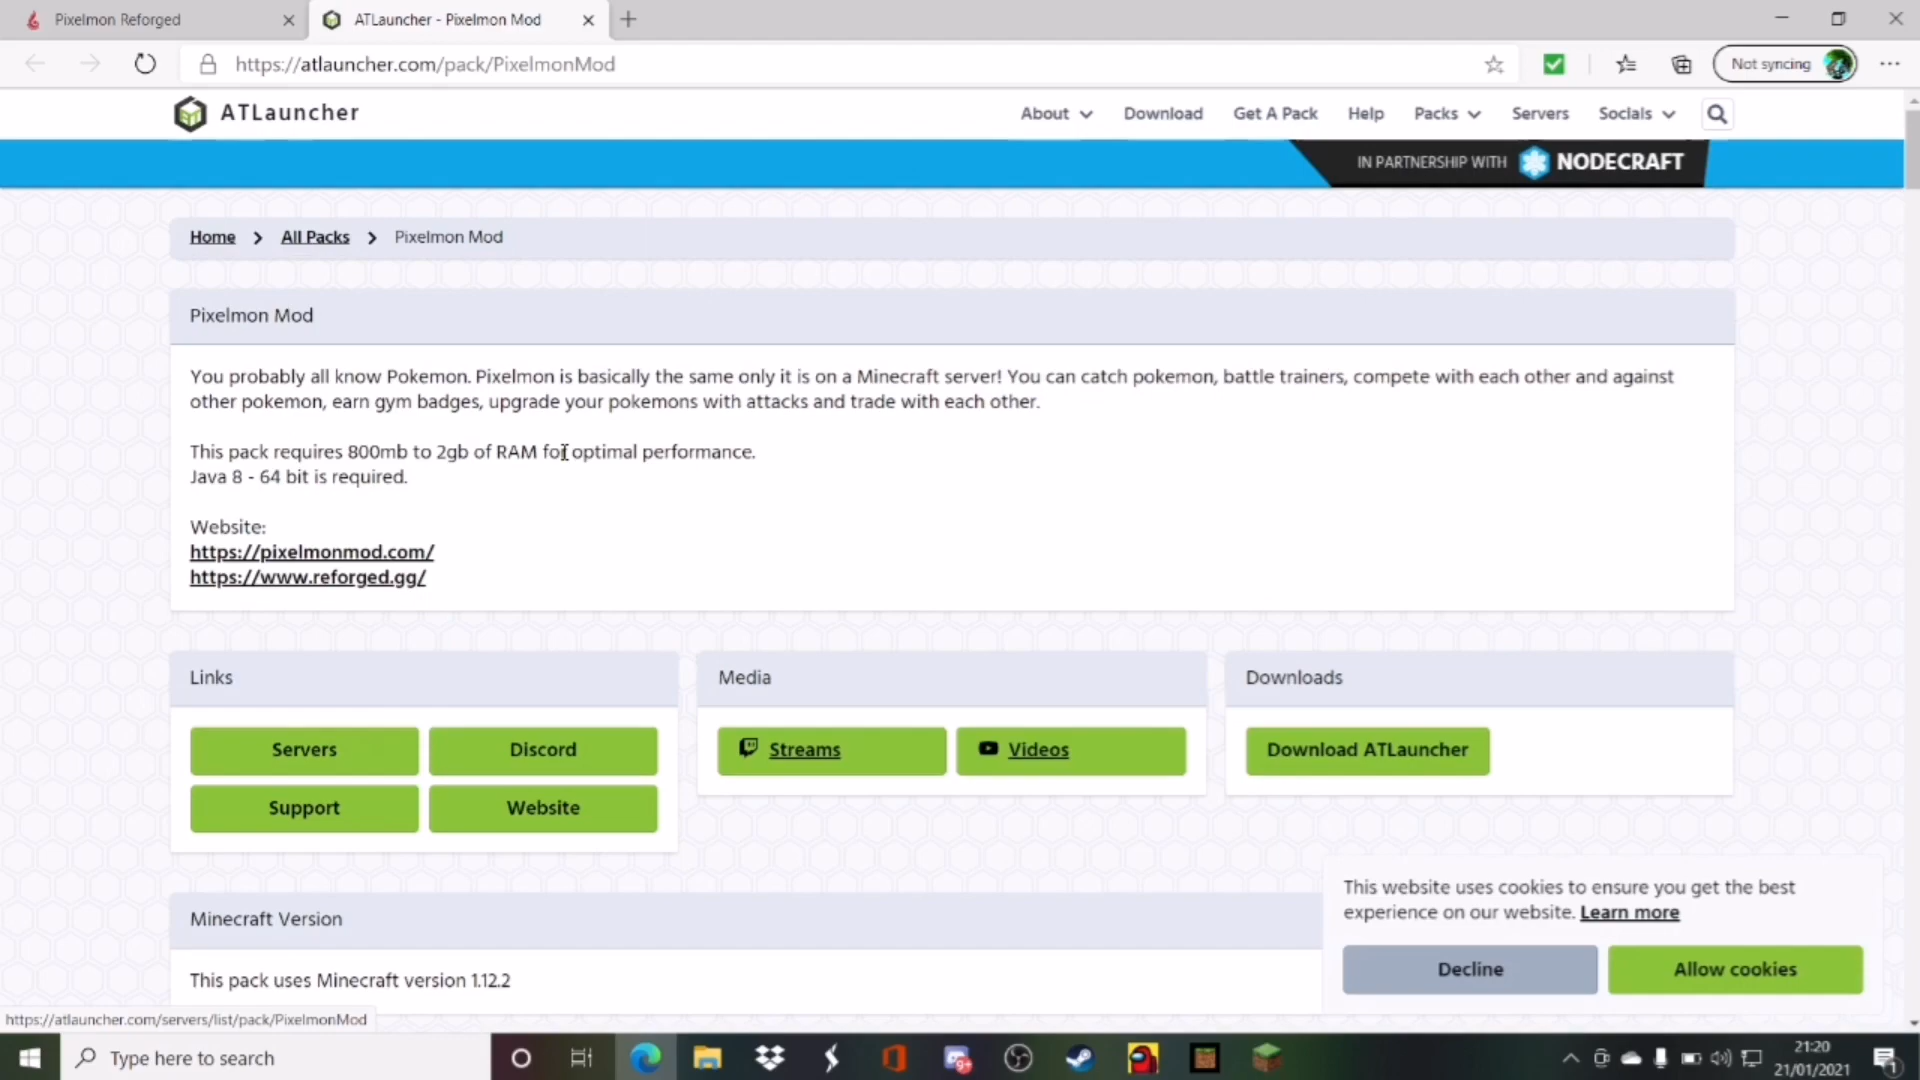 Pixelmon Reforged
ATLauncher - Pixelmon Mod
https://atlauncher.com/pack/PixelmonMod
Not syncing
ATLauncher
About
Download
Get A Pack
Help
Packs
Servers
Socials
IN PARTNERSHIP WITH NODECRAFT
Home > All Packs > Pixelmon Mod
Pixelmon Mod
You probably all know Pokemon. Pixelmon is basically the same only it is on a Minecraft server! You can catch pokemon, battle trainers, compete with each other and against
other pokemon, earn gym badges, upgrade your pokemons with attacks and trade with each other.
This pack requires 800mb to 2gb of RAM for optimal performance.
Java 8 - 64 bit is required.
Website:
https://pixelmonmod.com/
https://www.reforged.gg/
Links
Servers
Discord
Support
Website
Media
Streams
Videos
Downloads
Download ATLauncher
Minecraft Version
This pack uses Minecraft version 1.12.2
This website uses cookies to ensure you get the best
experience on our website. Learn more
Decline
Allow cookies
https://atlauncher.com/servers/list/pack/PixelmonMod
Type here to search
9+
21:20
21/01/2021
1